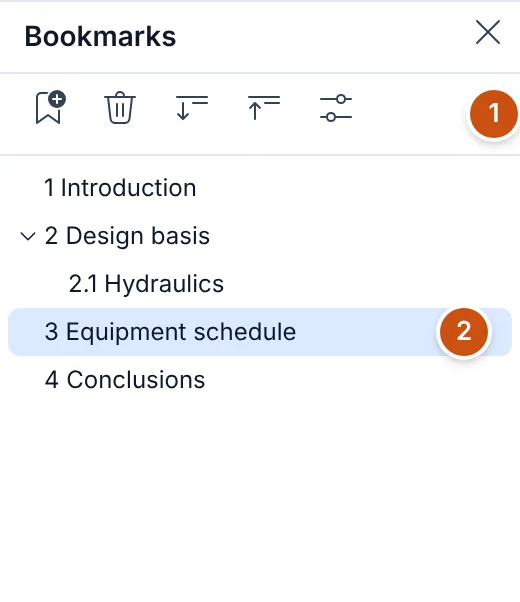 Bookmarks
1
1 Introduction
2 Design basis
2.1 Hydraulics
3 Equipment schedule 2
4 Conclusions